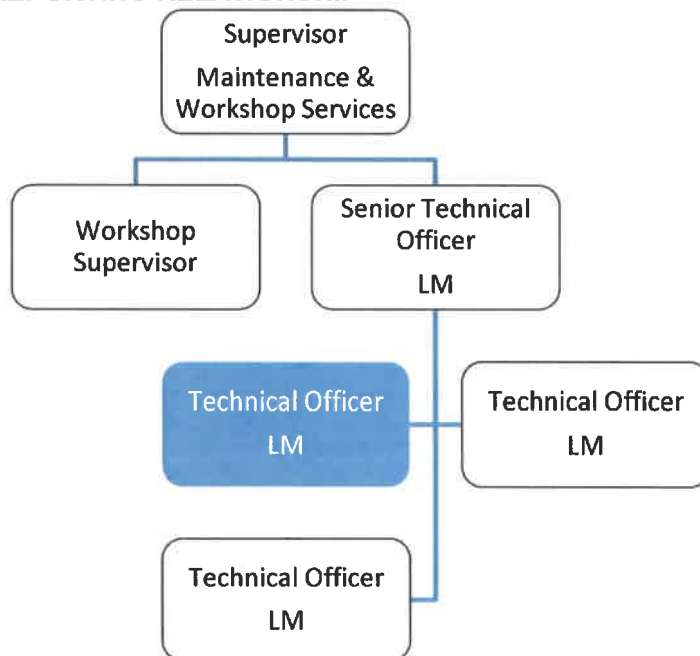 Supervisor
Maintenance &
Workshop Services
Workshop
Supervisor
Senior Technical
Officer
LM
Technical Officer
LM
Technical Officer
LM
Technical Officer
LM